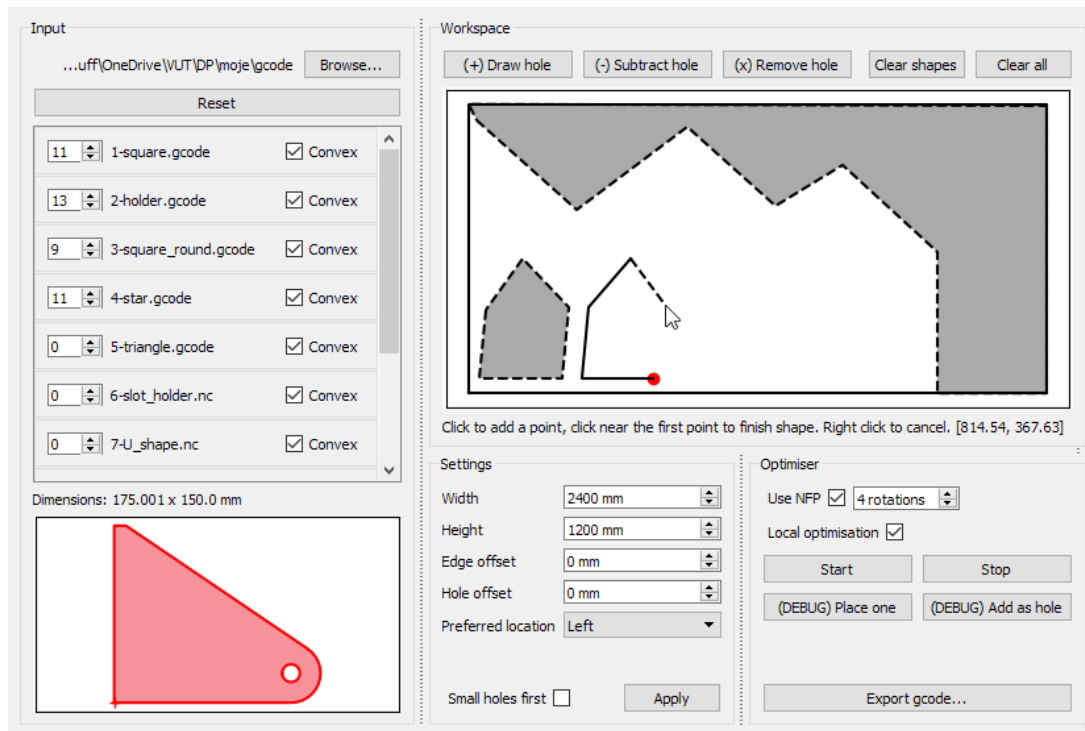 Input
...uff\OneDrive\VUT\DP\moje\gcode Browse...
Reset
11 1-square.gcode Convex
13 2-holder.gcode Convex
9 3-square_round.gcode Convex
11 4-star.gcode Convex
0 5-triangle.gcode Convex
0 6-slot_holder.nc Convex
0 7-U_shape.nc Convex
Dimensions: 175.001 x 150.0 mm
Workspace
(+) Draw hole (-) Subtract hole (x) Remove hole Clear shapes Clear all
Click to add a point, click near the first point to finish shape. Right click to cancel. [814.54, 367.63]
Settings
Width 2400 mm
Height 1200 mm
Edge offset 0 mm
Hole offset 0 mm
Preferred location Left
Small holes first Apply
Optimiser
Use NFP 4 rotations
Local optimisation
Start Stop
(DEBUG) Place one (DEBUG) Add as hole
Export gcode...